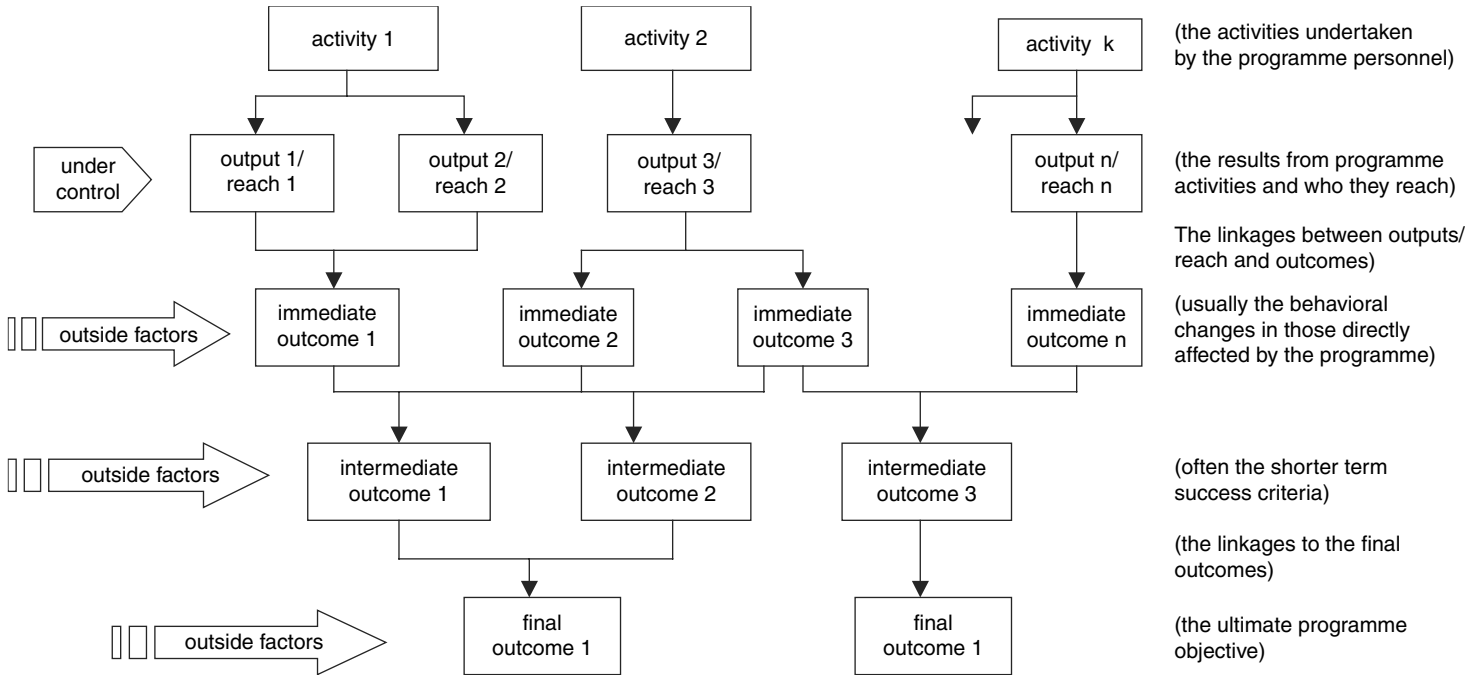 activity 1
activity 2
activity k
(the activities undertaken
by the programme personnel)
under
control
output 1/
reach 1
output 2/
reach 2
output 3/
reach 3
output n/
reach n
(the results from programme
activities and who they reach)
The linkages between outputs/
reach and outcomes)
outside factors
immediate
outcome 1
immediate
outcome 2
immediate
outcome 3
immediate
outcome n
(usually the behavioral
changes in those directly
affected by the programme)
outside factors
intermediate
outcome 1
intermediate
outcome 2
intermediate
outcome 3
(often the shorter term
success criteria)
(the linkages to the final
outcomes)
outside factors
final
outcome 1
final
outcome 1
(the ultimate programme
objective)